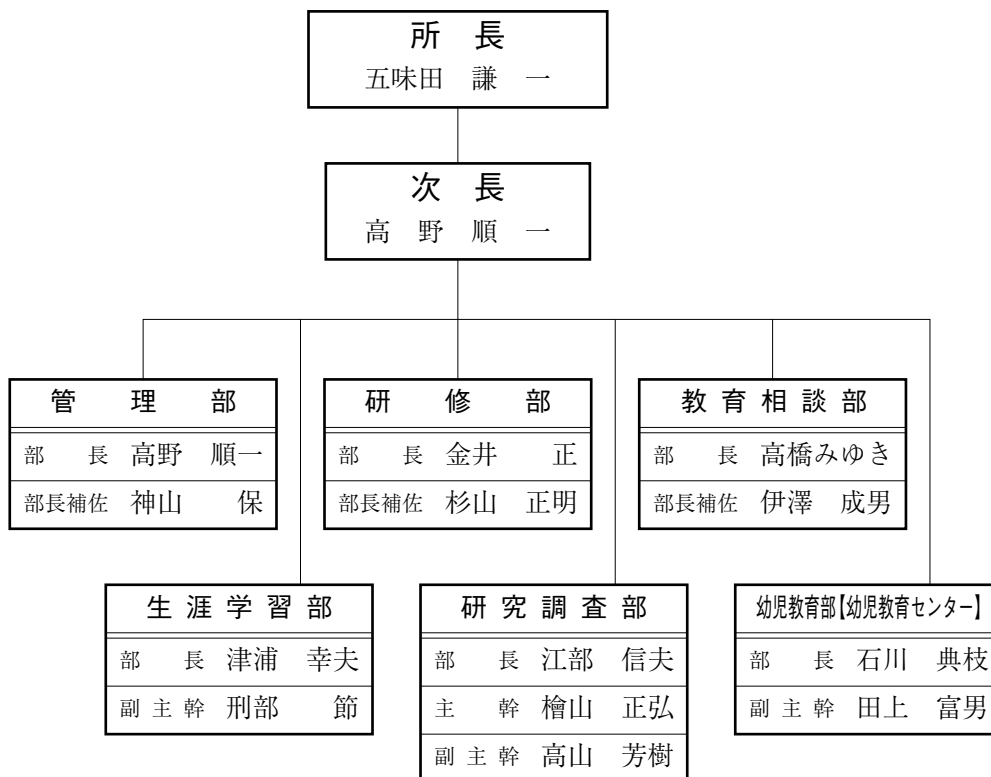 所 長
五味田 謙 一
次 長
高 野 順 一
管 理 部
部 長 高野 順一
部長補佐 神山 保
研 修 部
部 長 金井 正
部長補佐 杉山 正明
教 育 相 談 部
部 長 高橋みゆき
部長補佐 伊澤 成男
生 涯 学 習 部
部 長 津浦 幸夫
副 主 幹 刑部 節
研 究 調 査 部
部 長 江部 信夫
主 幹 檜山 正弘
副 主 幹 高山 芳樹
幼児教育部【幼児教育センター】
部 長 石川 典枝
副 主 幹 田上 富男